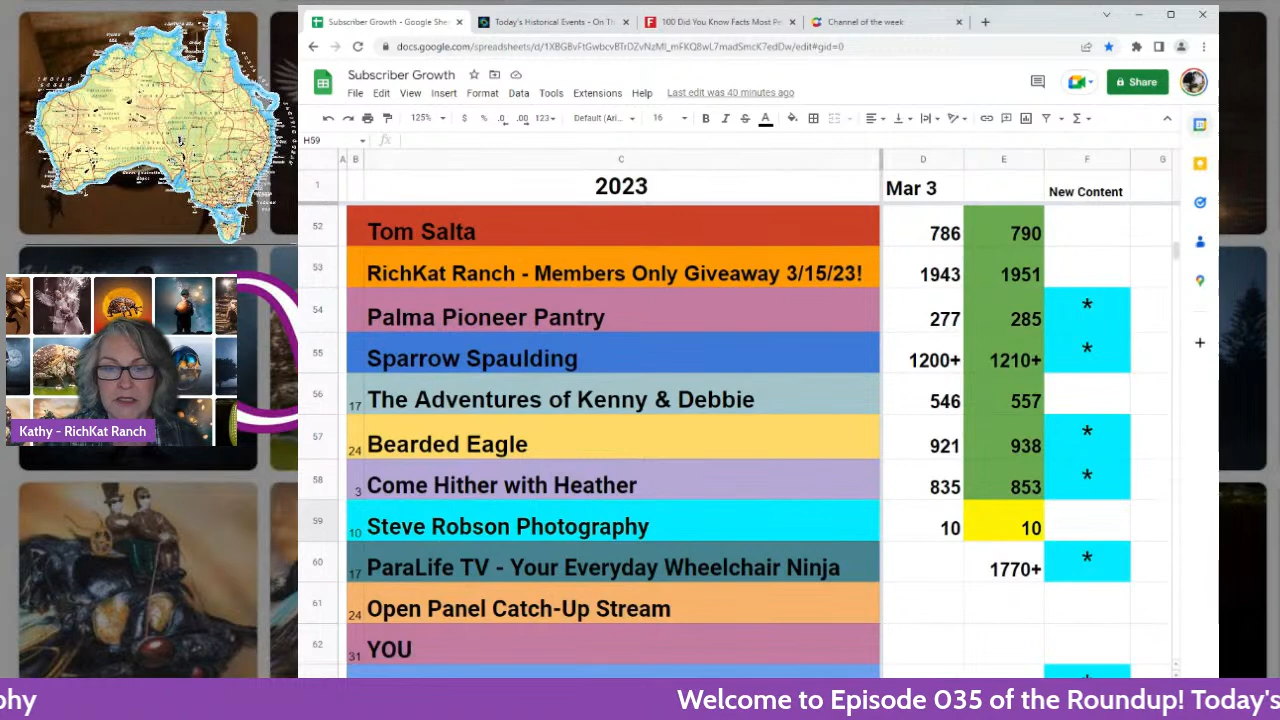 Subscriber Growth - Google She
Today's Historical Events - On Th
100 Did You Know Facts Most Pe
Channel of the week
Subscriber Growth
File Edit View Insert Format Data Tools Extensions Help Last edit was 40 minutes ago
Share
125% $ % .0 .00 123 Default (Ari... 16 B I S A
H59 fx
A B C D E F G
1 2023 Mar 3 New Content
52 Tom Salta 786 790
53 RichKat Ranch - Members Only Giveaway 3/15/23! 1943 1951
54 Palma Pioneer Pantry 277 285 *
55 Sparrow Spaulding 1200+ 1210+ *
56 17 The Adventures of Kenny & Debbie 546 557
57 24 Bearded Eagle 921 938 *
58 3 Come Hither with Heather 835 853 *
59 10 Steve Robson Photography 10 10
60 17 ParaLife TV - Your Everyday Wheelchair Ninja 1770+ *
61 24 Open Panel Catch-Up Stream
62 31 YOU
Kathy - RichKat Ranch
phy Welcome to Episode 035 of the Roundup! Today's